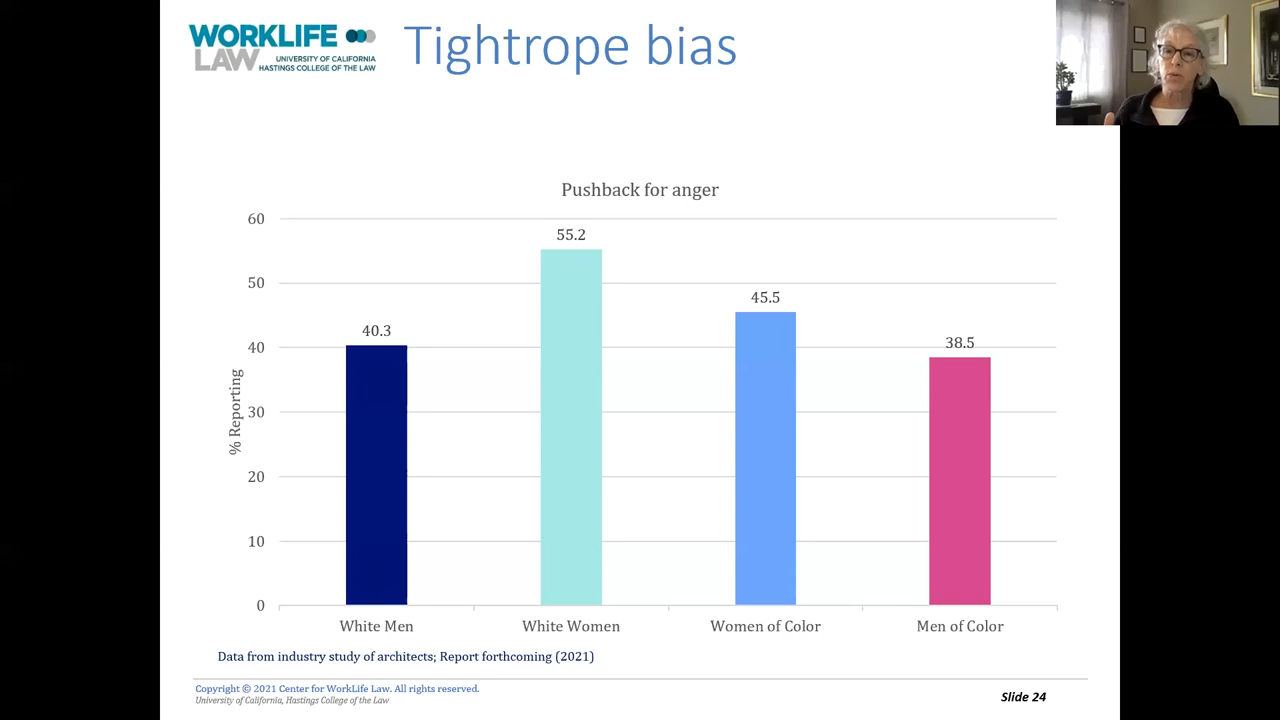 WORKLIFE
LAW
UNIVERSITY OF CALIFORNIA
HASTINGS COLLEGE OF THE LAW
Tightrope bias
Pushback for anger
60
50
40
30
20
10
0
% Reporting
40.3
55.2
45.5
38.5
White Men
White Women
Women of Color
Men of Color
Data from industry study of architects; Report forthcoming (2021)
Copyright © 2021 Center for WorkLife Law. All rights reserved.
University of California, Hastings College of the Law
Slide 24